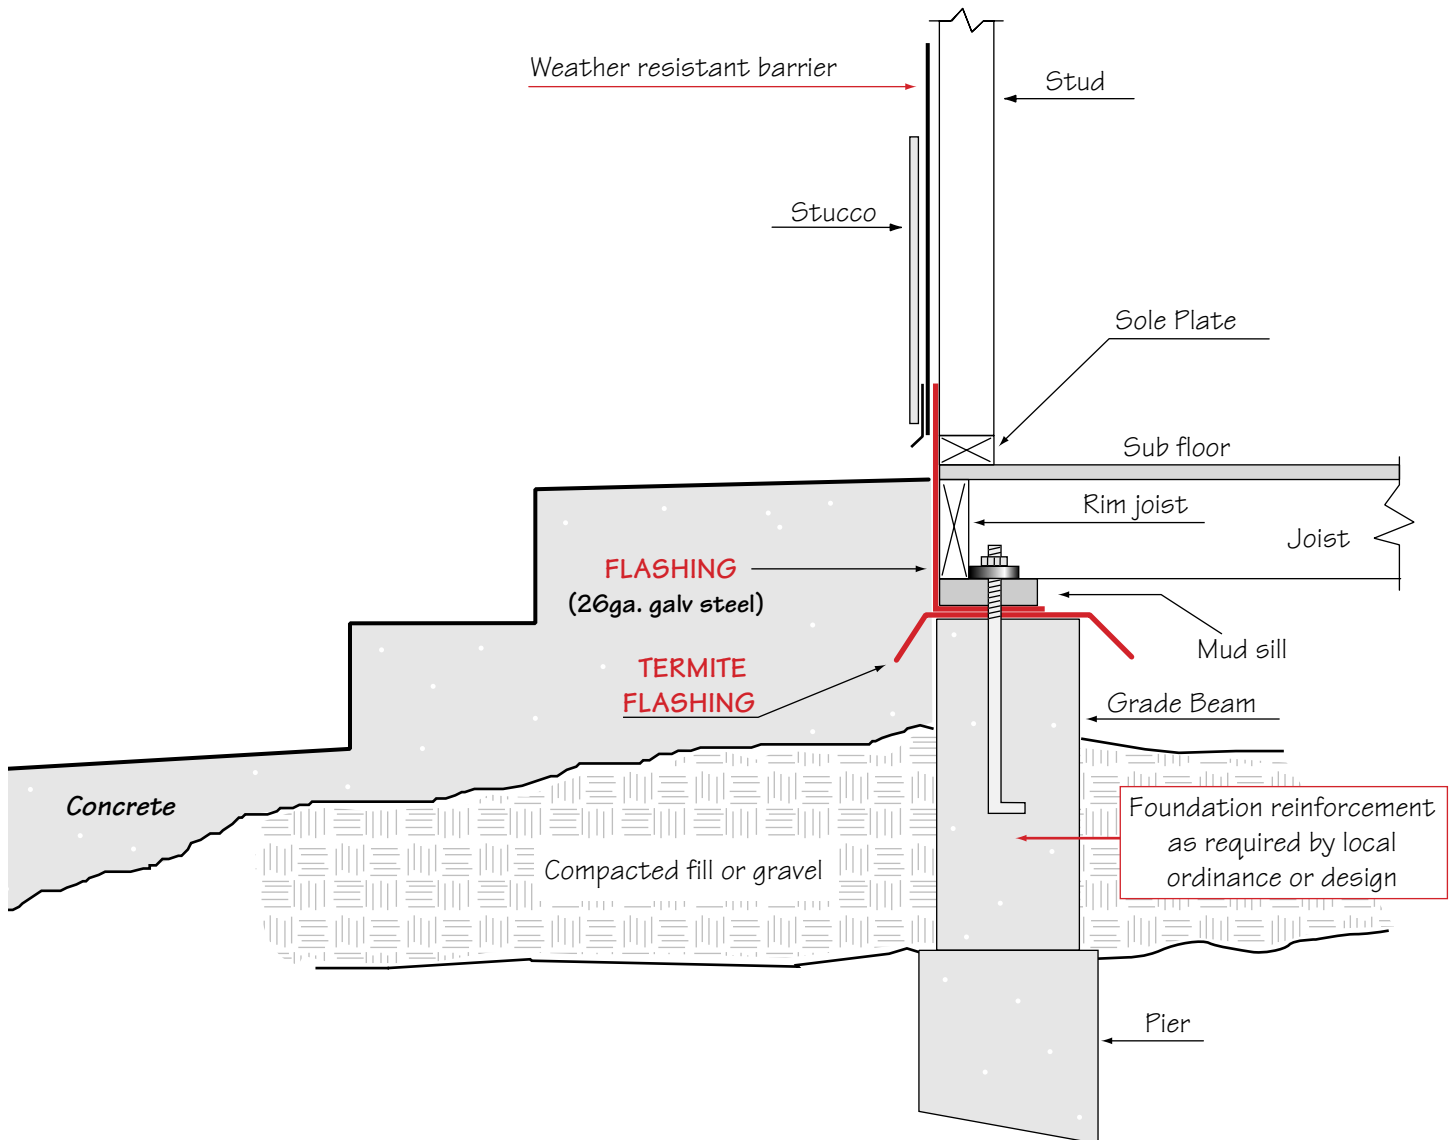 Weather resistant barrier
Stud
Stucco
Sole Plate
Sub floor
Rim joist
Joist
FLASHING
(26ga. galv steel)
Mud sill
TERMITE
FLASHING
Grade Beam
Concrete
Foundation reinforcement
as required by local
ordinance or design
Compacted fill or gravel
Pier